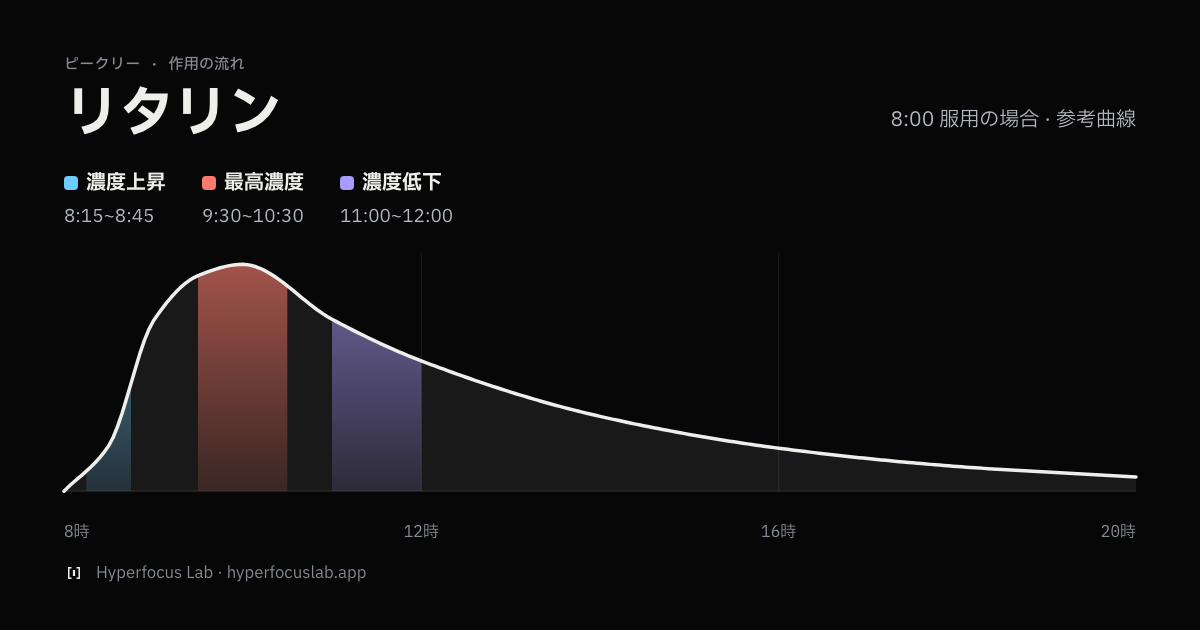 ピークリー · 作用の流れ
リタリン
8:00 服用の場合 · 参考曲線
濃度上昇 最高濃度 濃度低下
8:15~8:45 9:30~10:30 11:00~12:00
8時 12時 16時 20時
Hyperfocus Lab · hyperfocuslab.app